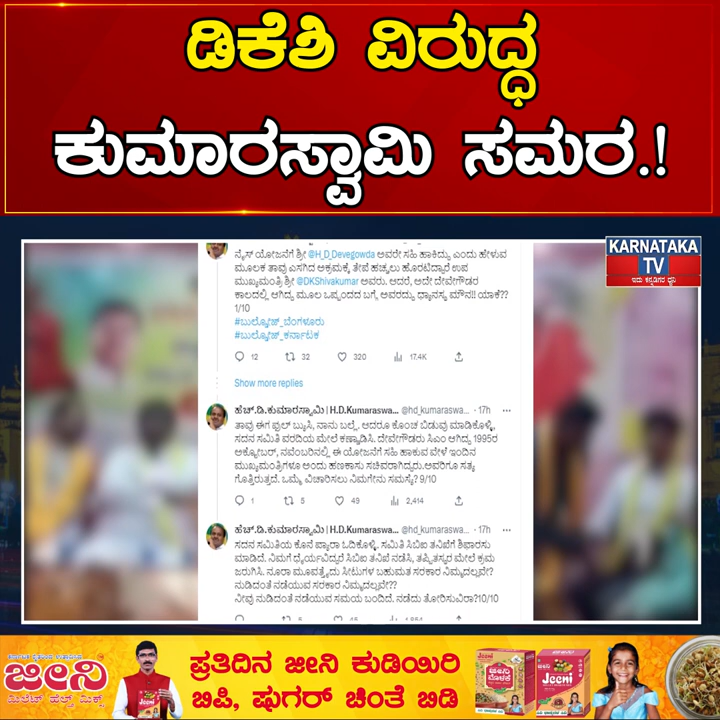 ಡಿಕೆಶಿ ವಿರುದ್ಧ
ಕುಮಾರಸ್ವಾಮಿ ಸಮರ.!
KARNATAKA
TV
ಇದು ಕನ್ನಡಿಗರ ಧ್ವನಿ
ನೈಸ್ ಯೋಜನೆಗೆ ಶ್ರೀ @H_D_Devegowda ಅವರೇ ಸಹಿ ಹಾಕಿದ್ದು ಎಂದು ಹೇಳುವ
ಮೂಲಕ ತಾವು ಎಸಗಿದ ಅಕ್ರಮಕ್ಕೆ ತೇಪೆ ಹಚ್ಚಲು ಹೊರಟಿದ್ದಾರೆ ಉಪ
ಮುಖ್ಯಮಂತ್ರಿ ಶ್ರೀ @DKShivakumar ಅವರು. ಆದರೆ, ಅದೇ ದೇವೇಗೌಡರ
ಕಾಲದಲ್ಲಿ ಆಗಿದ್ದ ಮೂಲ ಒಪ್ಪಂದದ ಬಗ್ಗೆ ಅವರದ್ದು ಧ್ಯಾನಸ್ಥ ಮೌನ!! ಯಾಕೆ??
1/10
#ಬುಲ್ಡೋಜ್_ಬೆಂಗಳೂರು
#ಬುಲ್ಡೋಜ್_ಕರ್ನಾಟಕ
12 32 320 17.4K
Show more replies
ಹೆಚ್.ಡಿ.ಕುಮಾರಸ್ವಾಮಿ | H.D.Kumaraswa... @hd_kumaraswa... · 17h ...
ತಾವು ಈಗ ಫುಲ್ ಬ್ಯುಸಿ, ನಾನು ಬಲ್ಲೆ. ಆದರೂ ಕೊಂಚ ಬಿಡುವು ಮಾಡಿಕೊಳ್ಳಿ,
ಸದನ ಸಮಿತಿ ವರದಿಯ ಮೇಲೆ ಕಣ್ಣಾಡಿಸಿ. ದೇವೇಗೌಡರು ಸಿಎಂ ಆಗಿದ್ದ 1995ರ
ಅಕ್ಟೋಬರ್, ನವೆಂಬರಿನಲ್ಲಿ ಈ ಯೋಜನೆಗೆ ಸಹಿ ಹಾಕುವ ವೇಳೆ ಇಂದಿನ
ಮುಖ್ಯಮಂತ್ರಿಗಳೂ ಅಂದು ಹಣಕಾಸು ಸಚಿವರಾಗಿದ್ದರು.ಅವರಿಗೂ ಸತ್ಯ
ಗೊತ್ತಿರುತ್ತದೆ. ಒಮ್ಮೆ ವಿಚಾರಿಸಲು ನಿಮಗೇನು ಸಮಸ್ಯೆ? 9/10
1 5 49 2,414
ಹೆಚ್.ಡಿ.ಕುಮಾರಸ್ವಾಮಿ | H.D.Kumaraswa... @hd_kumaraswa... · 17h ...
ಸದನ ಸಮಿತಿಯ ಕೊನೆ ಪ್ಯಾರಾ ಓದಿಕೊಳ್ಳಿ. ಸಮಿತಿ ಸಿಬಿಐ ತನಿಖೆಗೆ ಶಿಫಾರಸು
ಮಾಡಿದೆ. ನಿಮಗೆ ಧೈರ್ಯವಿದ್ದರೆ ಸಿಬಿಐ ತನಿಖೆ ನಡೆಸಿ, ತಪ್ಪಿತಸ್ಥರ ಮೇಲೆ ಕ್ರಮ
ಜರುಗಿಸಿ. ನೂರಾ ಮೂವತ್ತೈದು ಸೀಟುಗಳ ಬಹುಮತ ಸರಕಾರ ನಿಮ್ಮದಲ್ಲವೇ?
ನುಡಿದಂತೆ ನಡೆಯುವ ಸರಕಾರ ನಿಮ್ಮದಲ್ಲವೇ??
ನೀವು ನುಡಿದಂತೆ ನಡೆಯುವ ಸಮಯ ಬಂದಿದೆ. ನಡೆದು ತೋರಿಸುವಿರಾ?10/10
ಜೀನಿ
ಮಿಲೆಟ್ ಹೆಲ್ತ್ ಮಿಕ್ಸ್
ಪ್ರತಿದಿನ ಜೀನಿ ಕುಡಿಯಿರಿ
ಬಿಪಿ, ಷುಗರ್ ಚಿಂತೆ ಬಿಡಿ
Jeeni